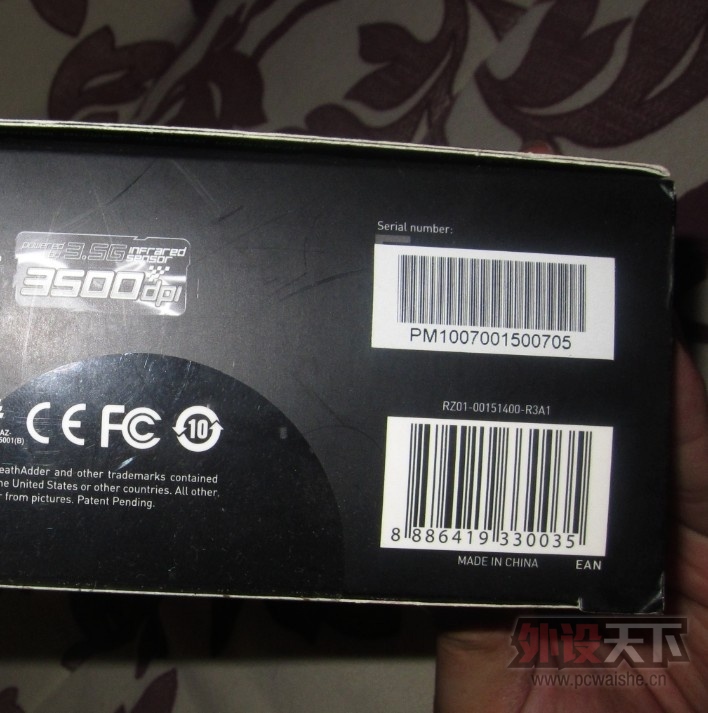 powered by 3.5G infrared sensor
3500dpi
Serial number:
PM1007001500705
RZ01-00151400-R3A1
8 886419 330035
MADE IN CHINA
EAN
AZ-
5001(B)
CE FC 10
eathAdder and other trademarks contained
he United States or other countries. All other
r from pictures. Patent Pending.
外设天下
www.pcwaishe.cn